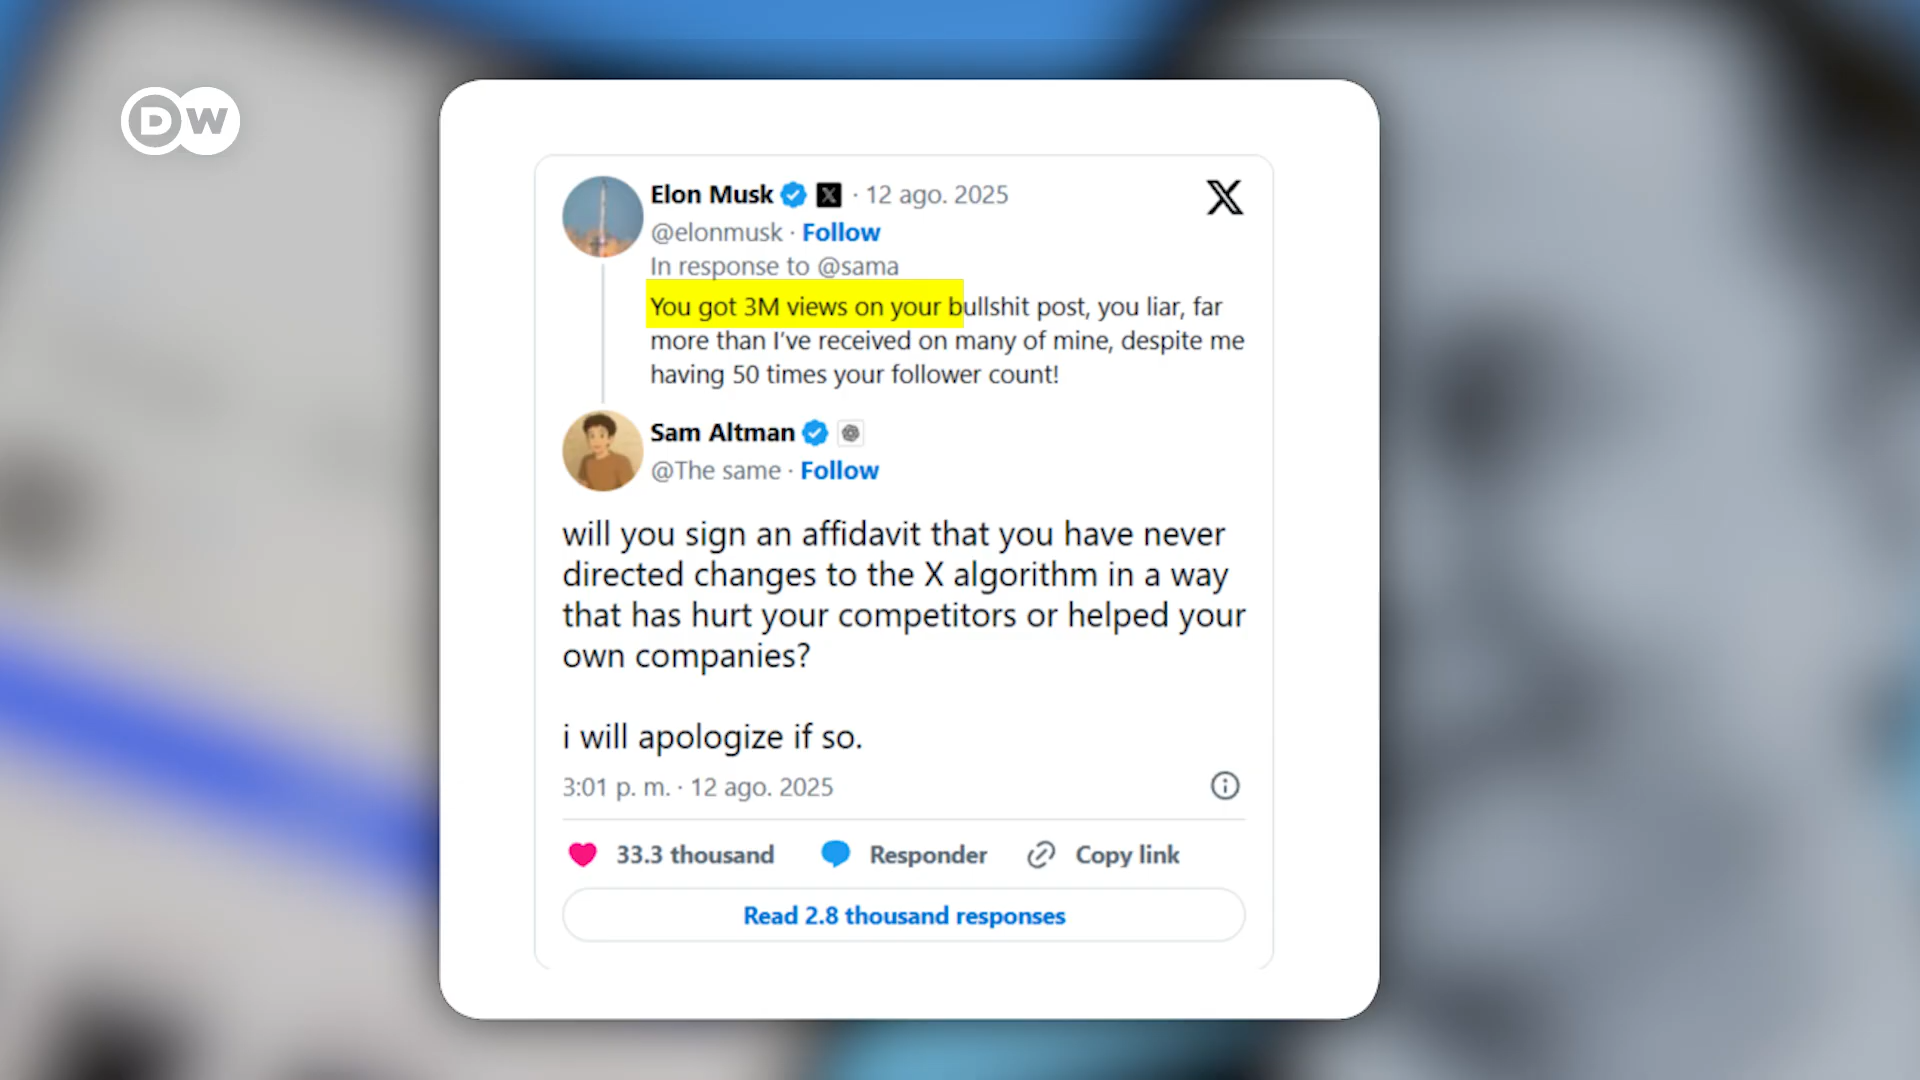 DW
Elon Musk X · 12 ago. 2025 X
@elonmusk · Follow
In response to @sama
You got 3M views on your bullshit post, you liar, far
more than I’ve received on many of mine, despite me
having 50 times your follower count!
Sam Altman
@The same · Follow
will you sign an affidavit that you have never
directed changes to the X algorithm in a way
that has hurt your competitors or helped your
own companies?
i will apologize if so.
3:01 p. m. · 12 ago. 2025
33.3 thousand Responder Copy link
Read 2.8 thousand responses